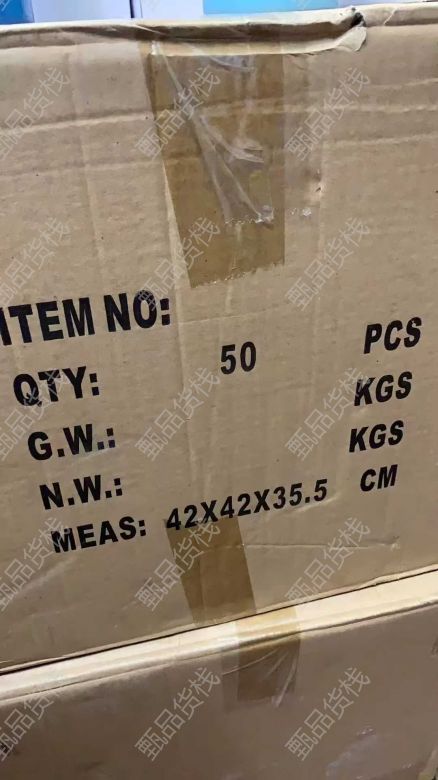 ITEM NO:
QTY: 50 PCS
G.W.: KGS
N.W.: KGS
MEAS: 42X42X35.5 CM
甄品货栈